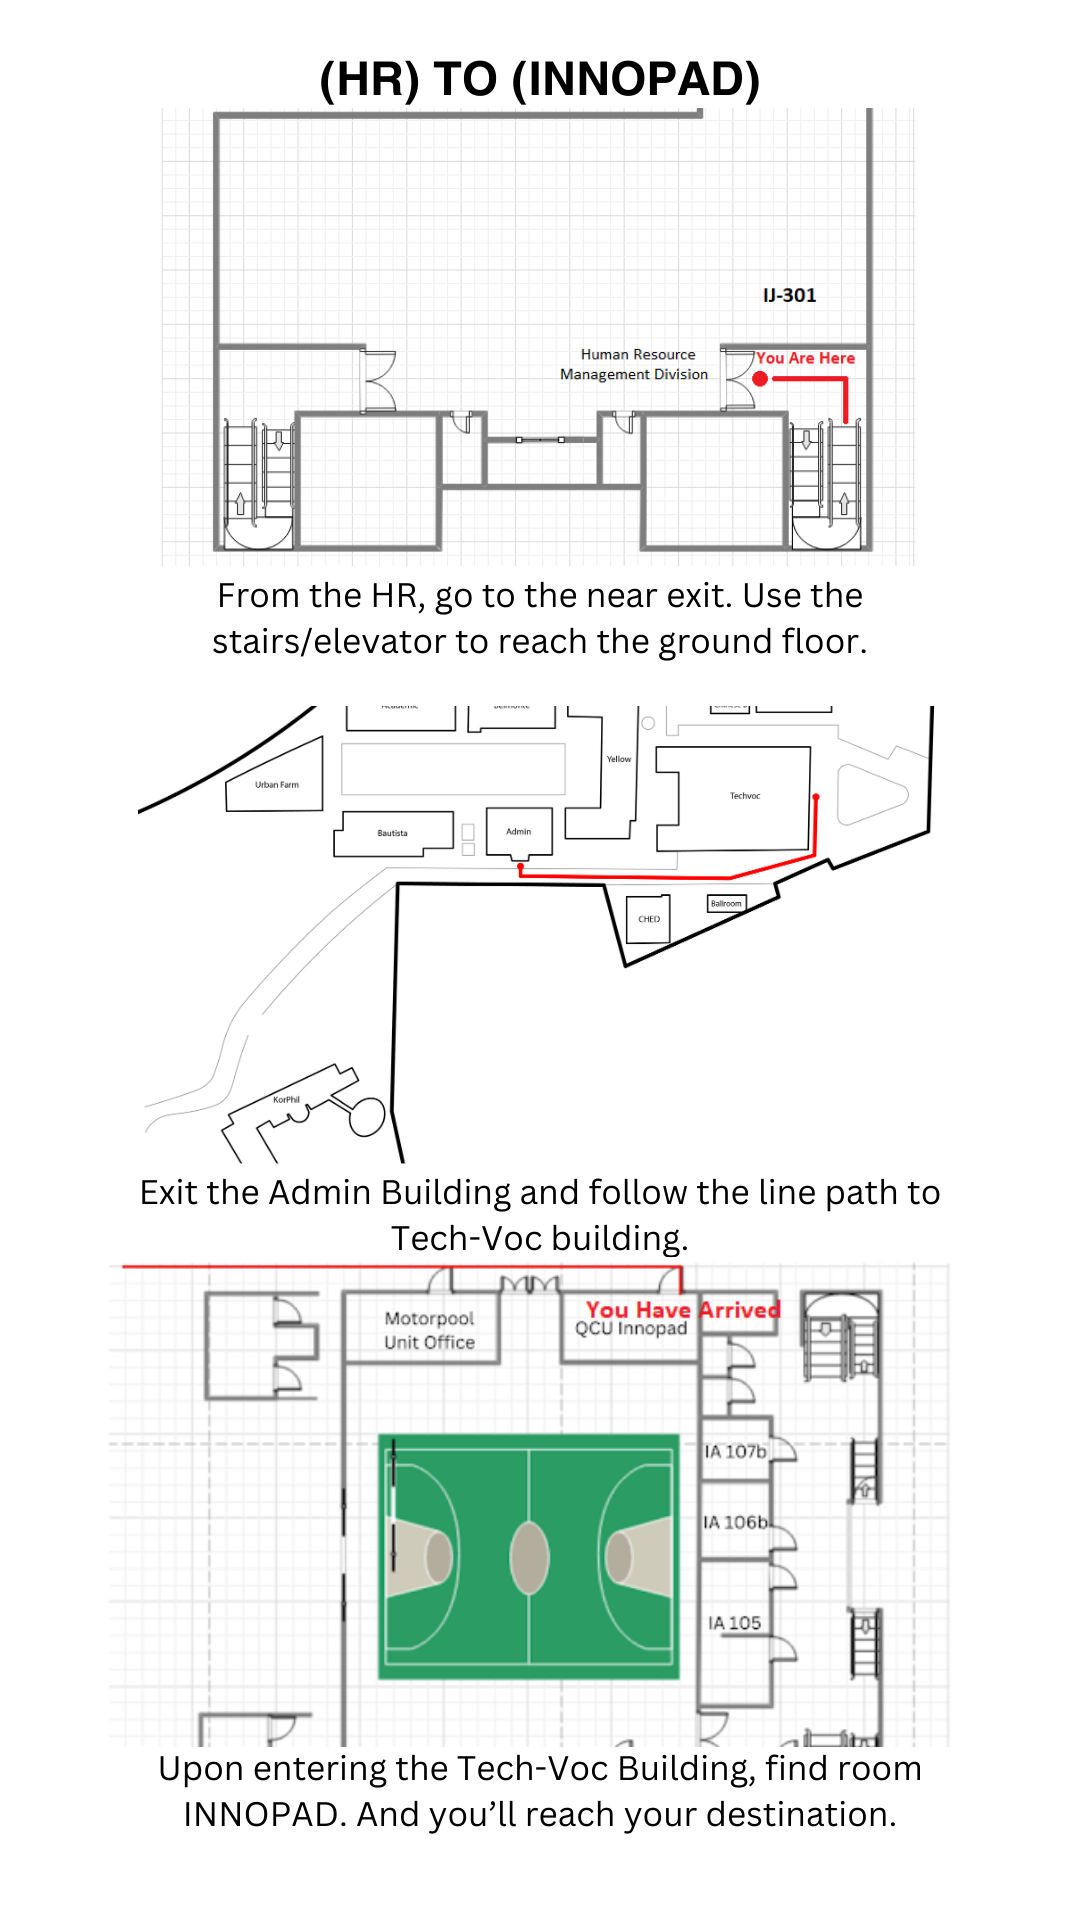 (HR) TO (INNOPAD)
IJ-301
Human Resource
Management Division
You Are Here
From the HR, go to the near exit. Use the
stairs/elevator to reach the ground floor.
Academic
Belmonte
Yellow
Urban Farm
Techvoc
Bautista
Admin
CHED
Ballroom
KorPhil
Exit the Admin Building and follow the line path to
Tech-Voc building.
Motorpool
Unit Office
You Have Arrived
QCU Innopad
IA 107b
IA 106b
IA 105
Upon entering the Tech-Voc Building, find room
INNOPAD. And you’ll reach your destination.